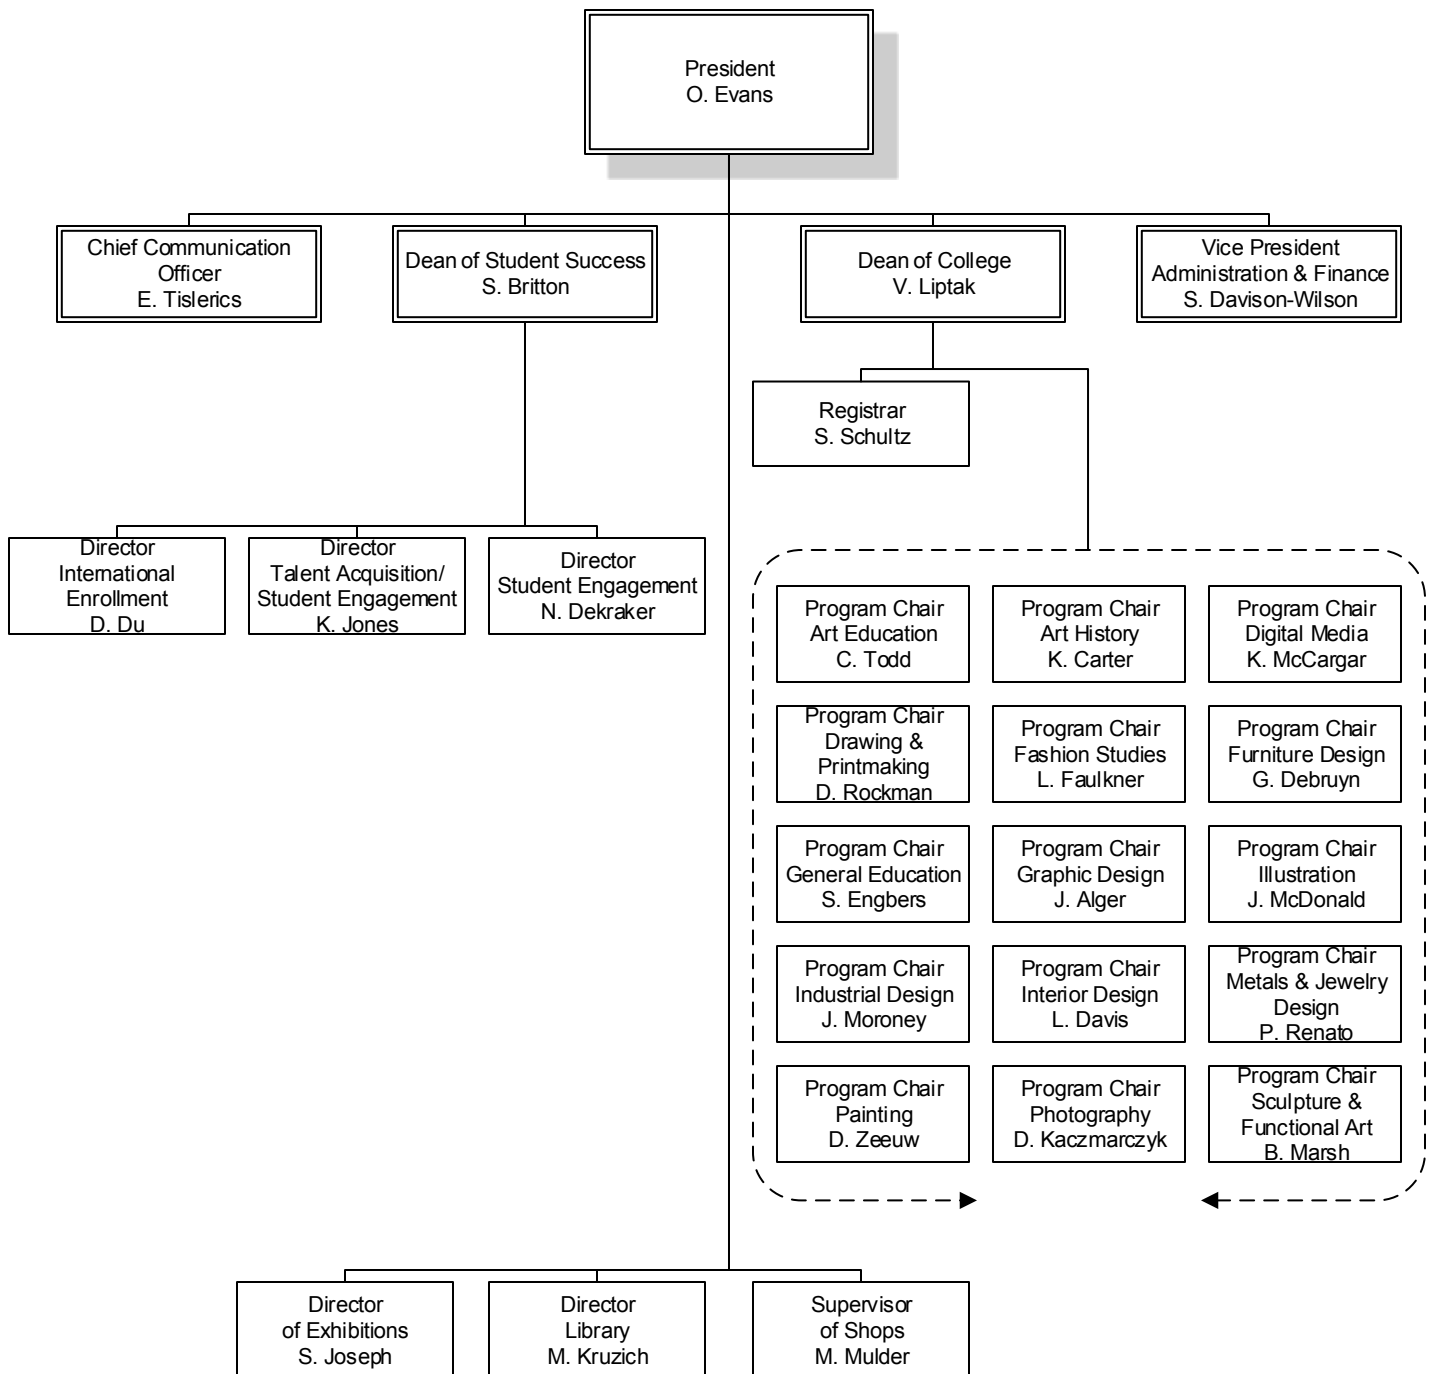 President
O. Evans
Chief Communication
Officer
E. Tislerics
Dean of Student Success
S. Britton
Dean of College
V. Liptak
Vice President
Administration & Finance
S. Davison-Wilson
Registrar
S. Schultz
Director
International
Enrollment
D. Du
Director
Talent Acquisition/
Student Engagement
K. Jones
Director
Student Engagement
N. Dekraker
Program Chair
Art Education
C. Todd
Program Chair
Art History
K. Carter
Program Chair
Digital Media
K. McCargar
Program Chair
Drawing &
Printmaking
D. Rockman
Program Chair
Fashion Studies
L. Faulkner
Program Chair
Furniture Design
G. Debruyn
Program Chair
General Education
S. Engbers
Program Chair
Graphic Design
J. Alger
Program Chair
Illustration
J. McDonald
Program Chair
Industrial Design
J. Moroney
Program Chair
Interior Design
L. Davis
Program Chair
Metals & Jewelry
Design
P. Renato
Program Chair
Painting
D. Zeeuw
Program Chair
Photography
D. Kaczmarczyk
Program Chair
Sculpture &
Functional Art
B. Marsh
Director
of Exhibitions
S. Joseph
Director
Library
M. Kruzich
Supervisor
of Shops
M. Mulder